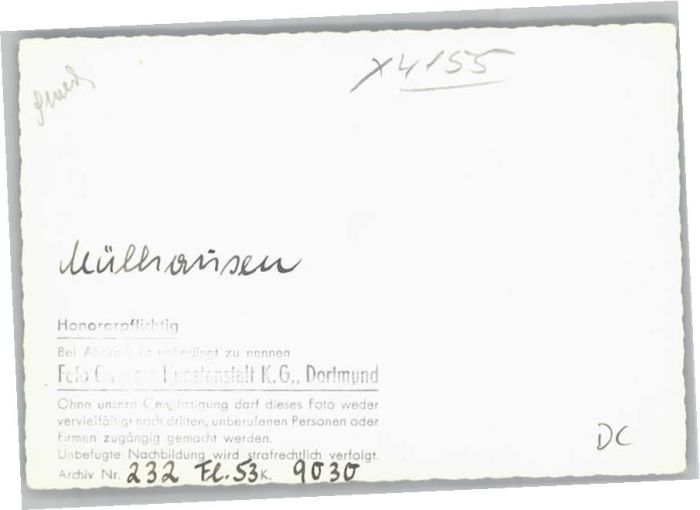 X4155
Mülhausen
Honorarpflichtig
Bei Abdruck ist unbedingt zu nennen
Foto Kunstanstalt K.G., Dortmund
Ohne unsere Genehmigung darf dieses Foto weder
vervielfältigt noch dritten, unberufenen Personen oder
Firmen zugängig gemacht werden.
Unbefugte Nachbildung wird strafrechtlich verfolgt.
Archiv Nr. 232 Fl. 53 K. 9030
DC